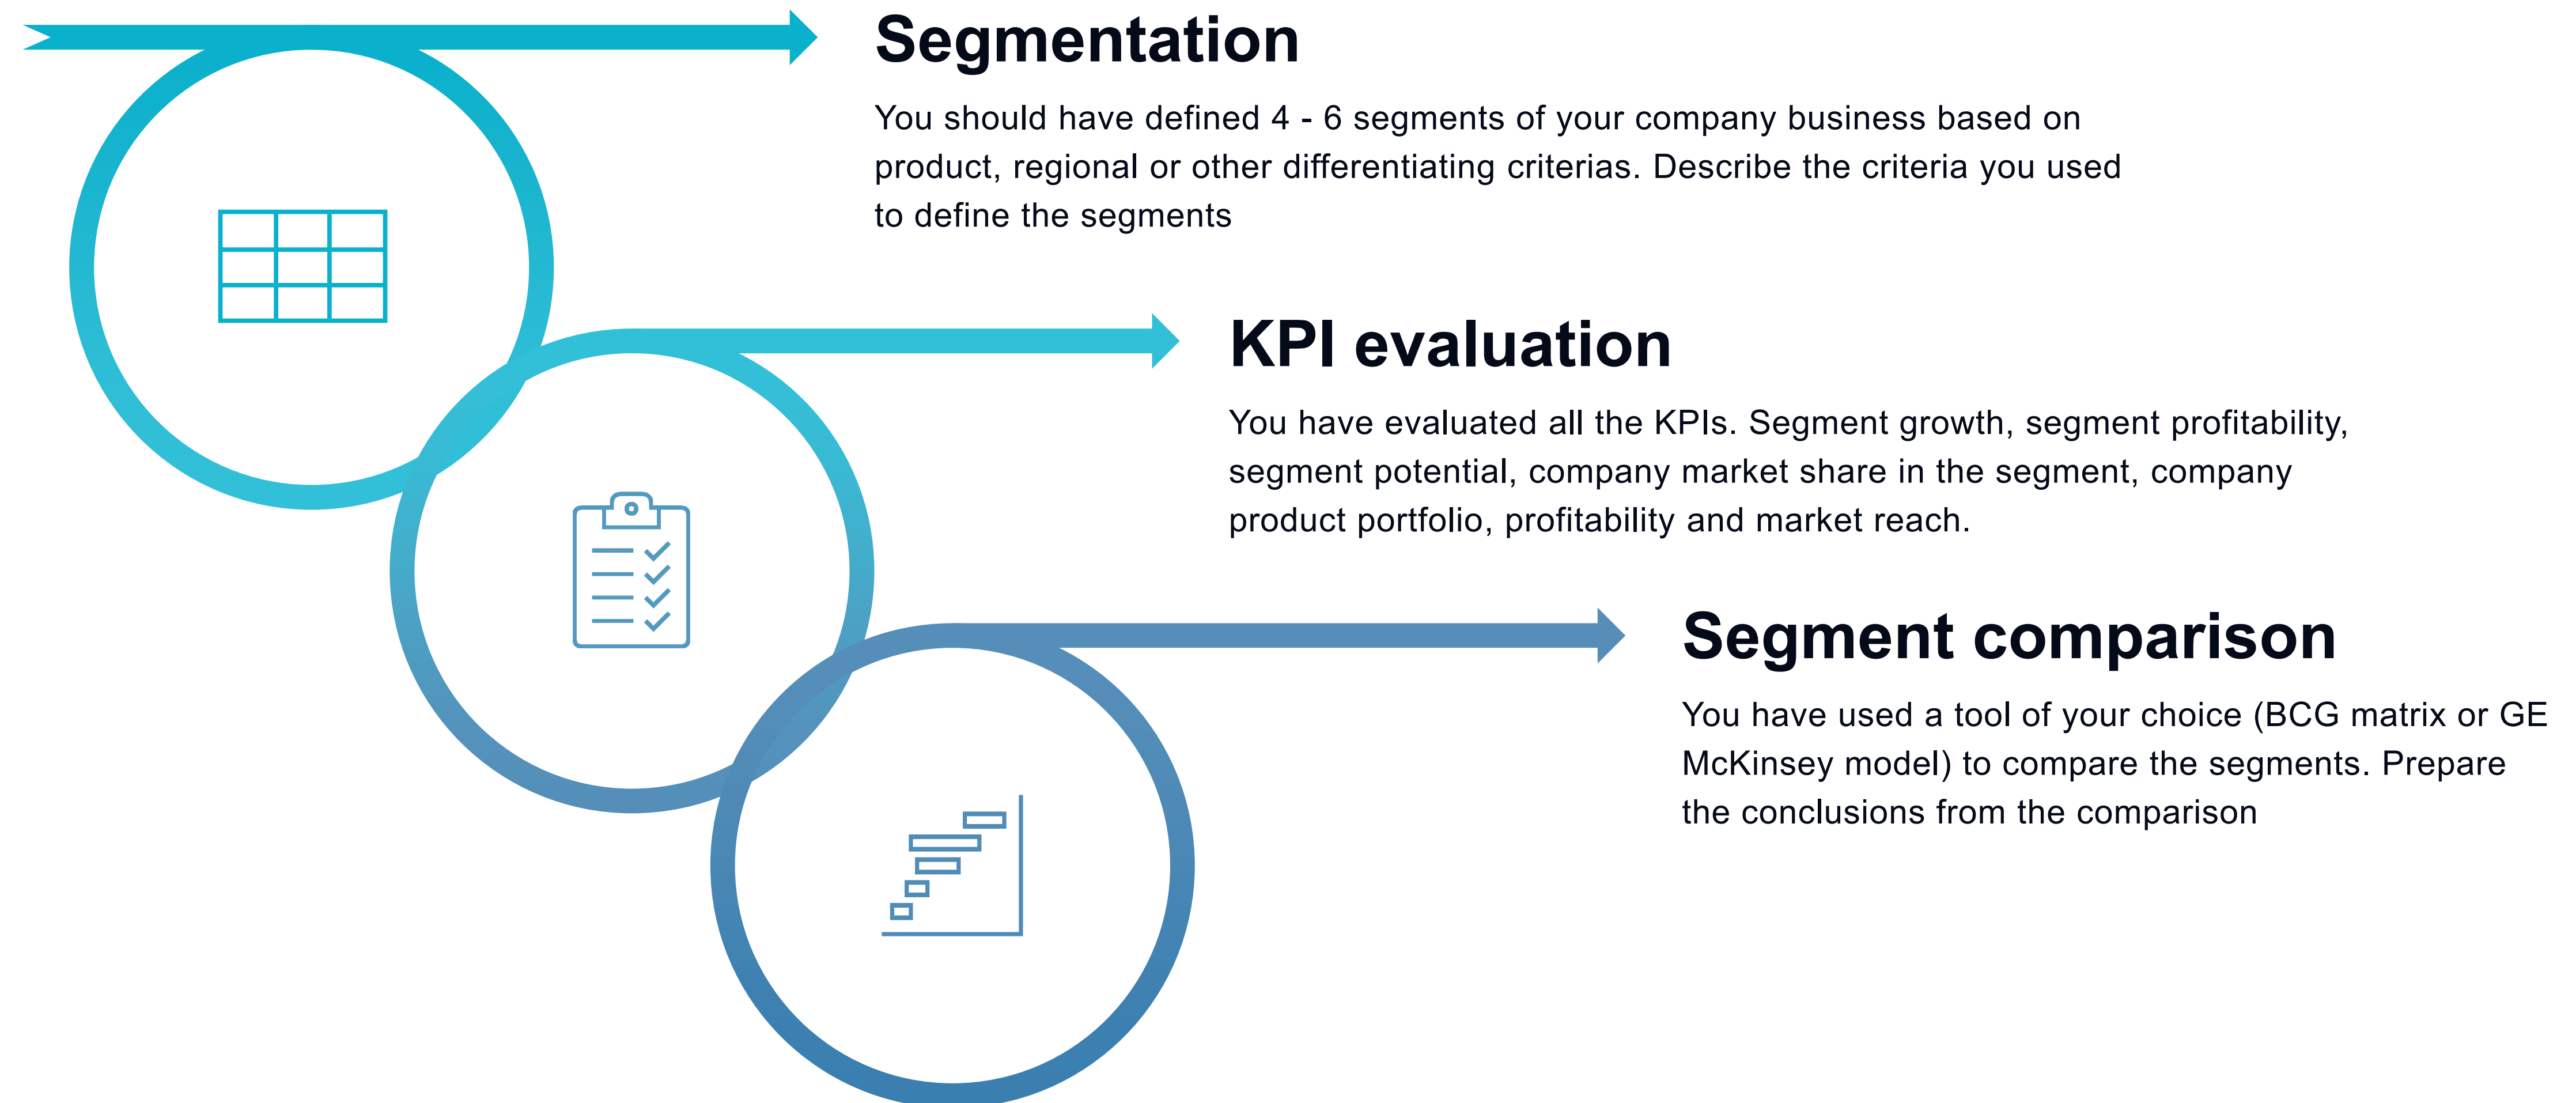 Segmentation
You should have defined 4 - 6 segments of your company business based on
product, regional or other differentiating criterias. Describe the criteria you used
to define the segments
KPI evaluation
You have evaluated all the KPIs. Segment growth, segment profitability,
segment potential, company market share in the segment, company
product portfolio, profitability and market reach.
Segment comparison
You have used a tool of your choice (BCG matrix or GE
McKinsey model) to compare the segments. Prepare
the conclusions from the comparison